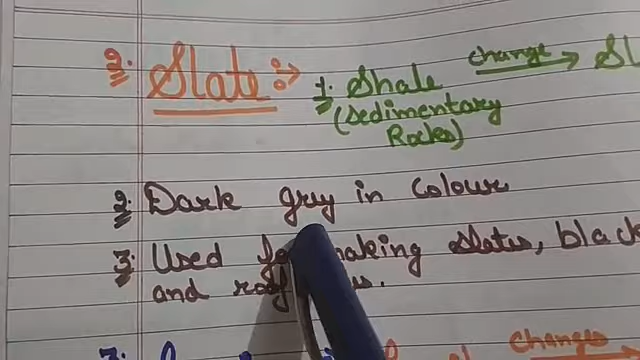 2. Slate :→
1. Shale change → Sl
(Sedimentary
Rocks)
2. Dark grey in colour
3. Used making slates, black
and
changes